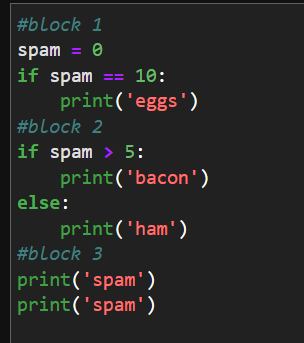 #block 1
spam = 0
if spam == 10:
    print('eggs')
#block 2
if spam > 5:
    print('bacon')
else:
    print('ham')
#block 3
print('spam')
print('spam')